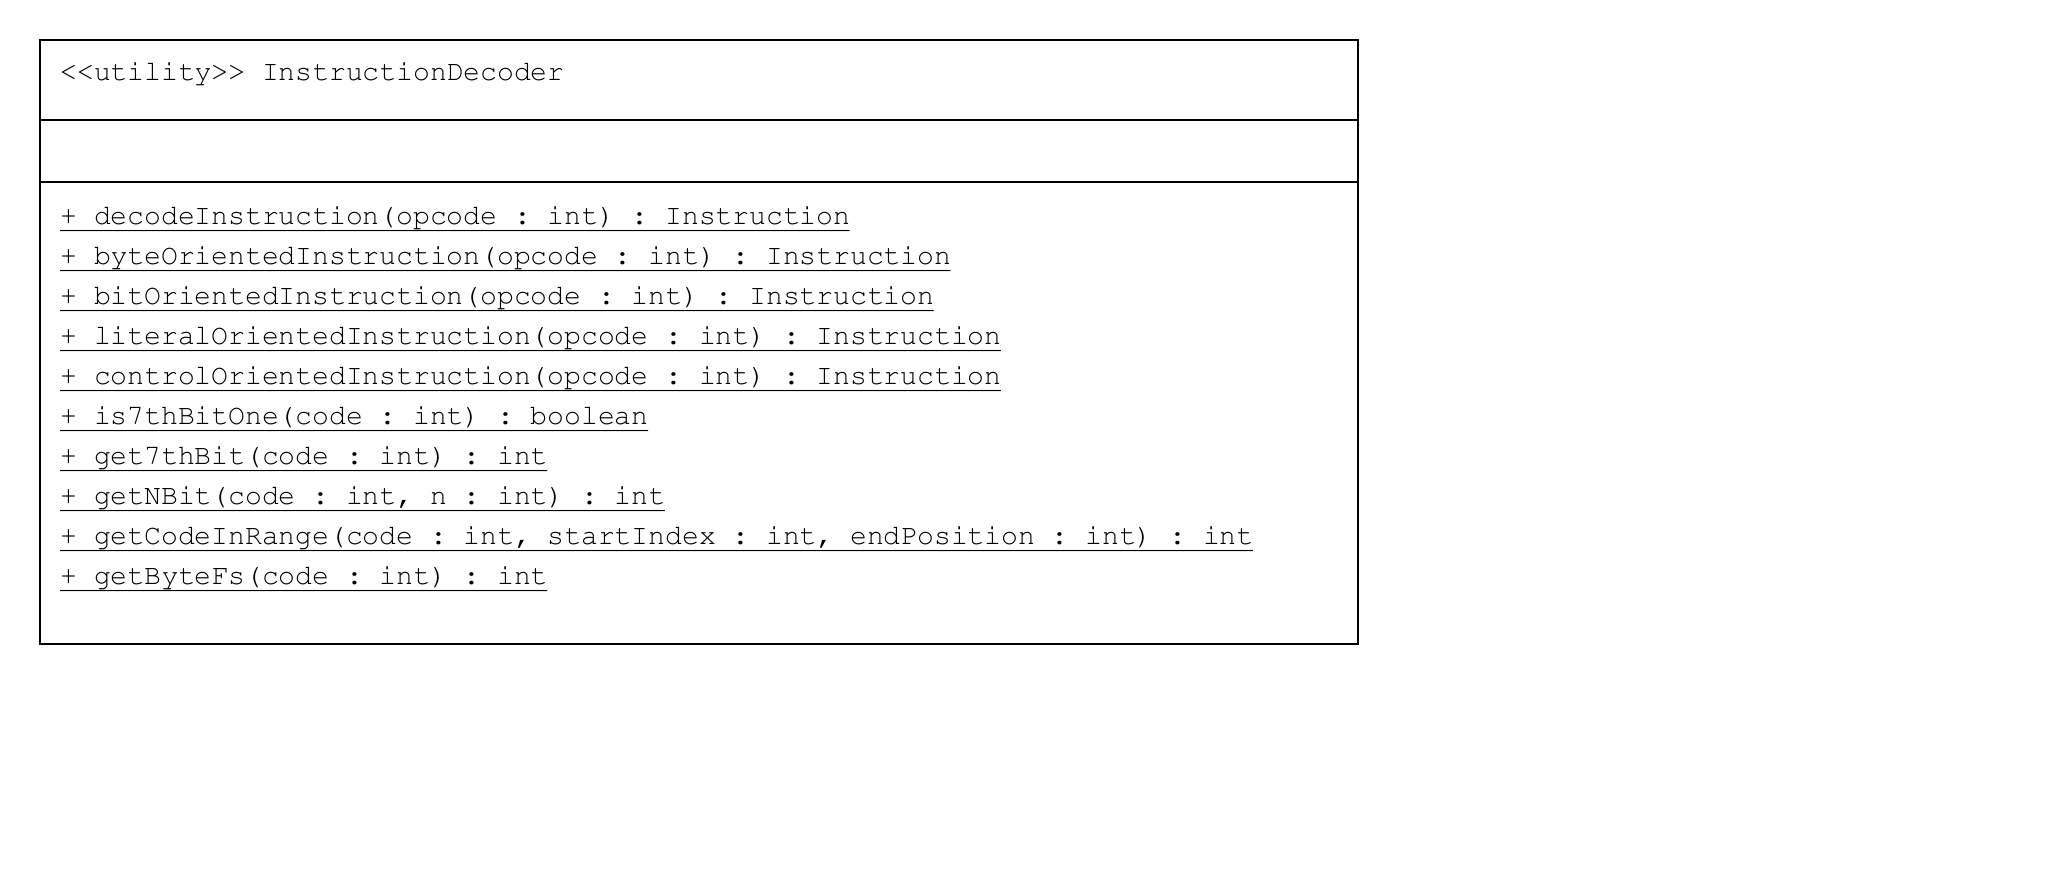 <<utility>> InstructionDecoder
+ decodeInstruction(opcode : int) : Instruction
+ byteOrientedInstruction(opcode : int) : Instruction
+ bitOrientedInstruction(opcode : int) : Instruction
+ literalOrientedInstruction(opcode : int) : Instruction
+ controlOrientedInstruction(opcode : int) : Instruction
+ is7thBitOne(code : int) : boolean
+ get7thBit(code : int) : int
+ getNBit(code : int, n : int) : int
+ getCodeInRange(code : int, startIndex : int, endPosition : int) : int
+ getByteFs(code : int) : int